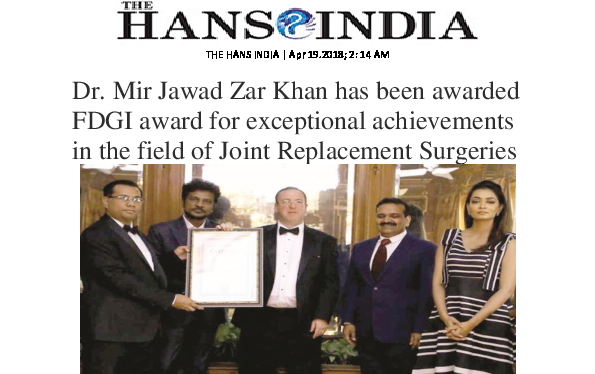 THE
HANS INDIA
THE HANS INDIA | Apr 19,2018; 2: 14 AM
Dr. Mir Jawad Zar Khan has been awarded
FDGI award for exceptional achievements
in the field of Joint Replacement Surgeries